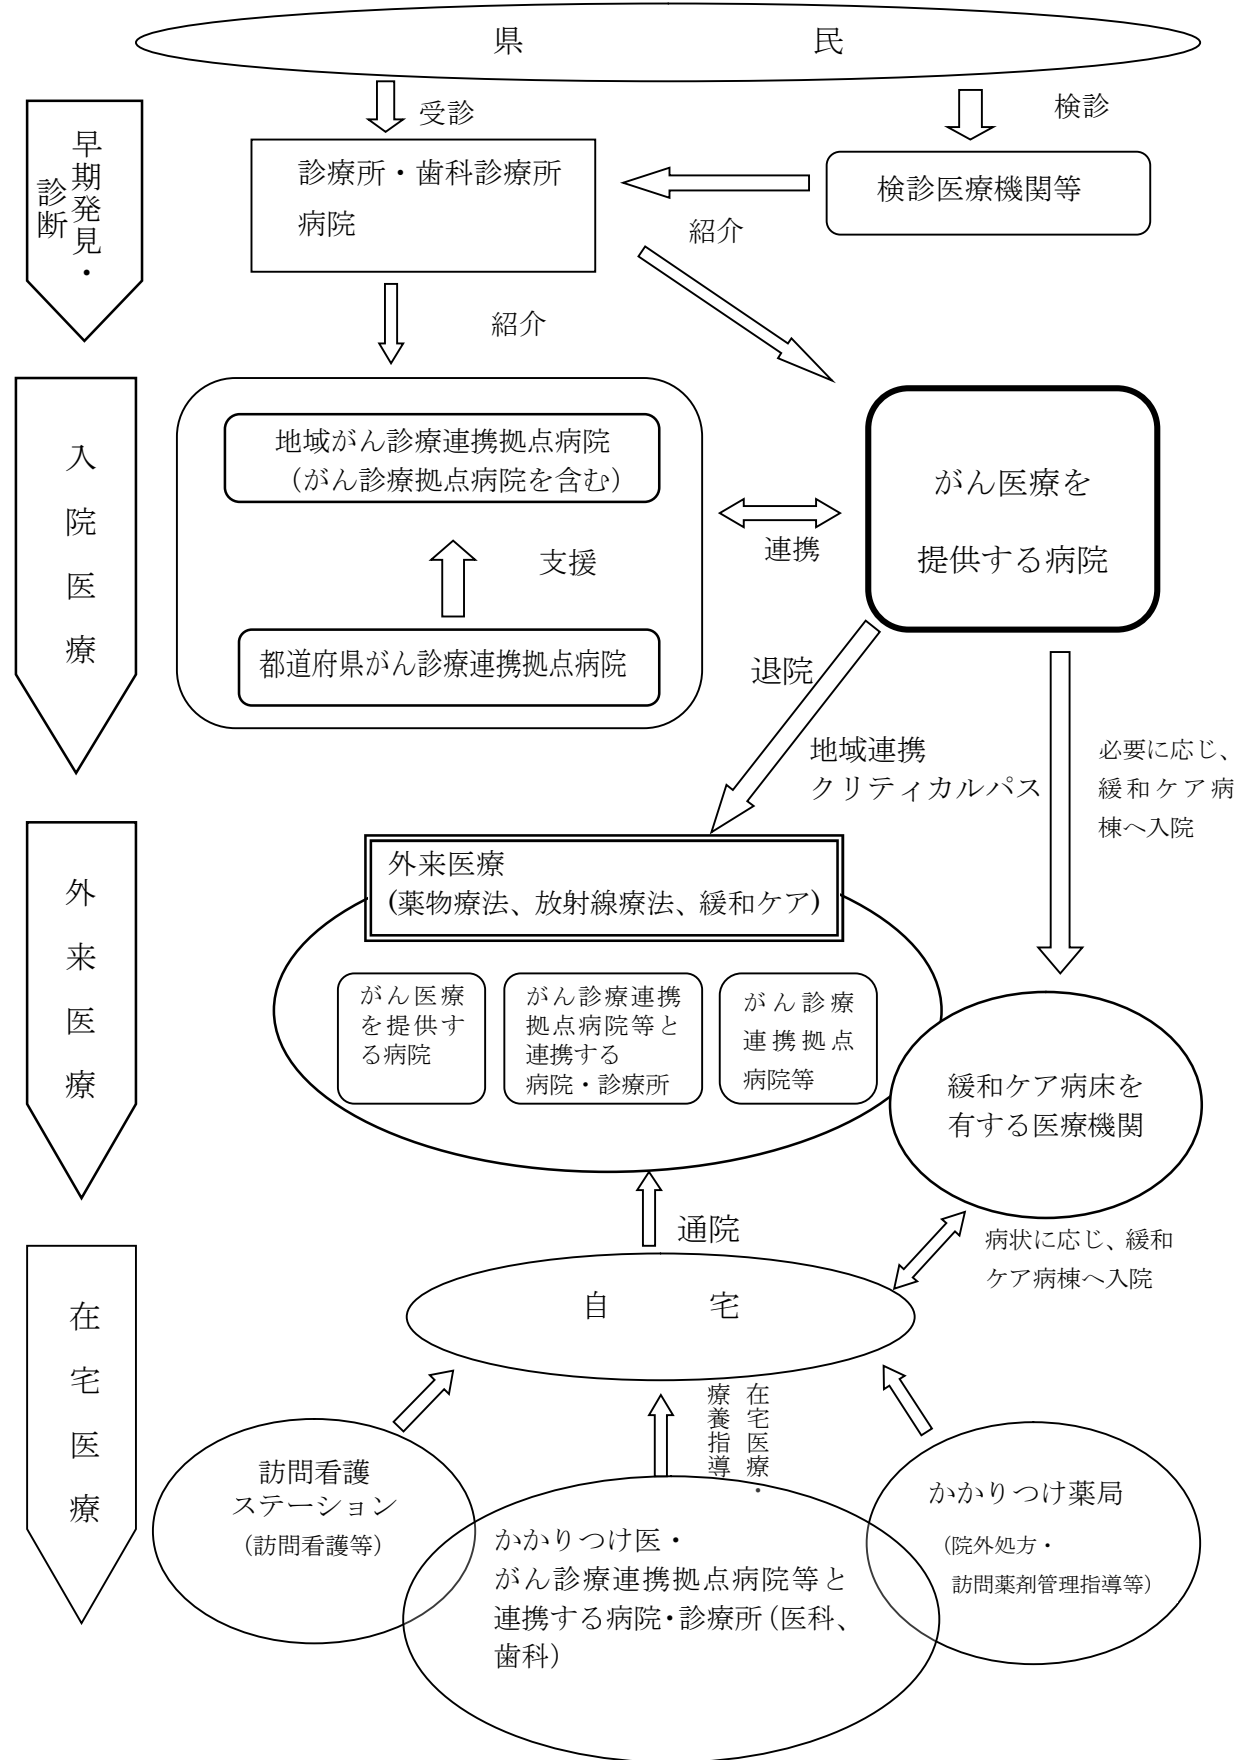 県　　　民
受診
検診
早期発見・
診断
診療所・歯科診療所
病院
検診医療機関等
紹介
紹介
入院医療
地域がん診療連携拠点病院
（がん診療拠点病院を含む）
支援
都道府県がん診療連携拠点病院
連携
がん医療を
提供する病院
退院
地域連携
クリティカルパス
必要に応じ、
緩和ケア病
棟へ入院
外来医療
外来医療
(薬物療法、放射線療法、緩和ケア)
がん医療
を提供す
る病院
がん診療連携
拠点病院等と
連携する
病院・診療所
がん診療
連携拠点
病院等
緩和ケア病床を
有する医療機関
通院
病状に応じ、緩和
ケア病棟へ入院
在宅医療
自　　　宅
在宅医療・
療養指導
訪問看護
ステーション
（訪問看護等）
かかりつけ医・
がん診療連携拠点病院等と
連携する病院・診療所（医科、
歯科）
かかりつけ薬局
（院外処方・
訪問薬剤管理指導等）